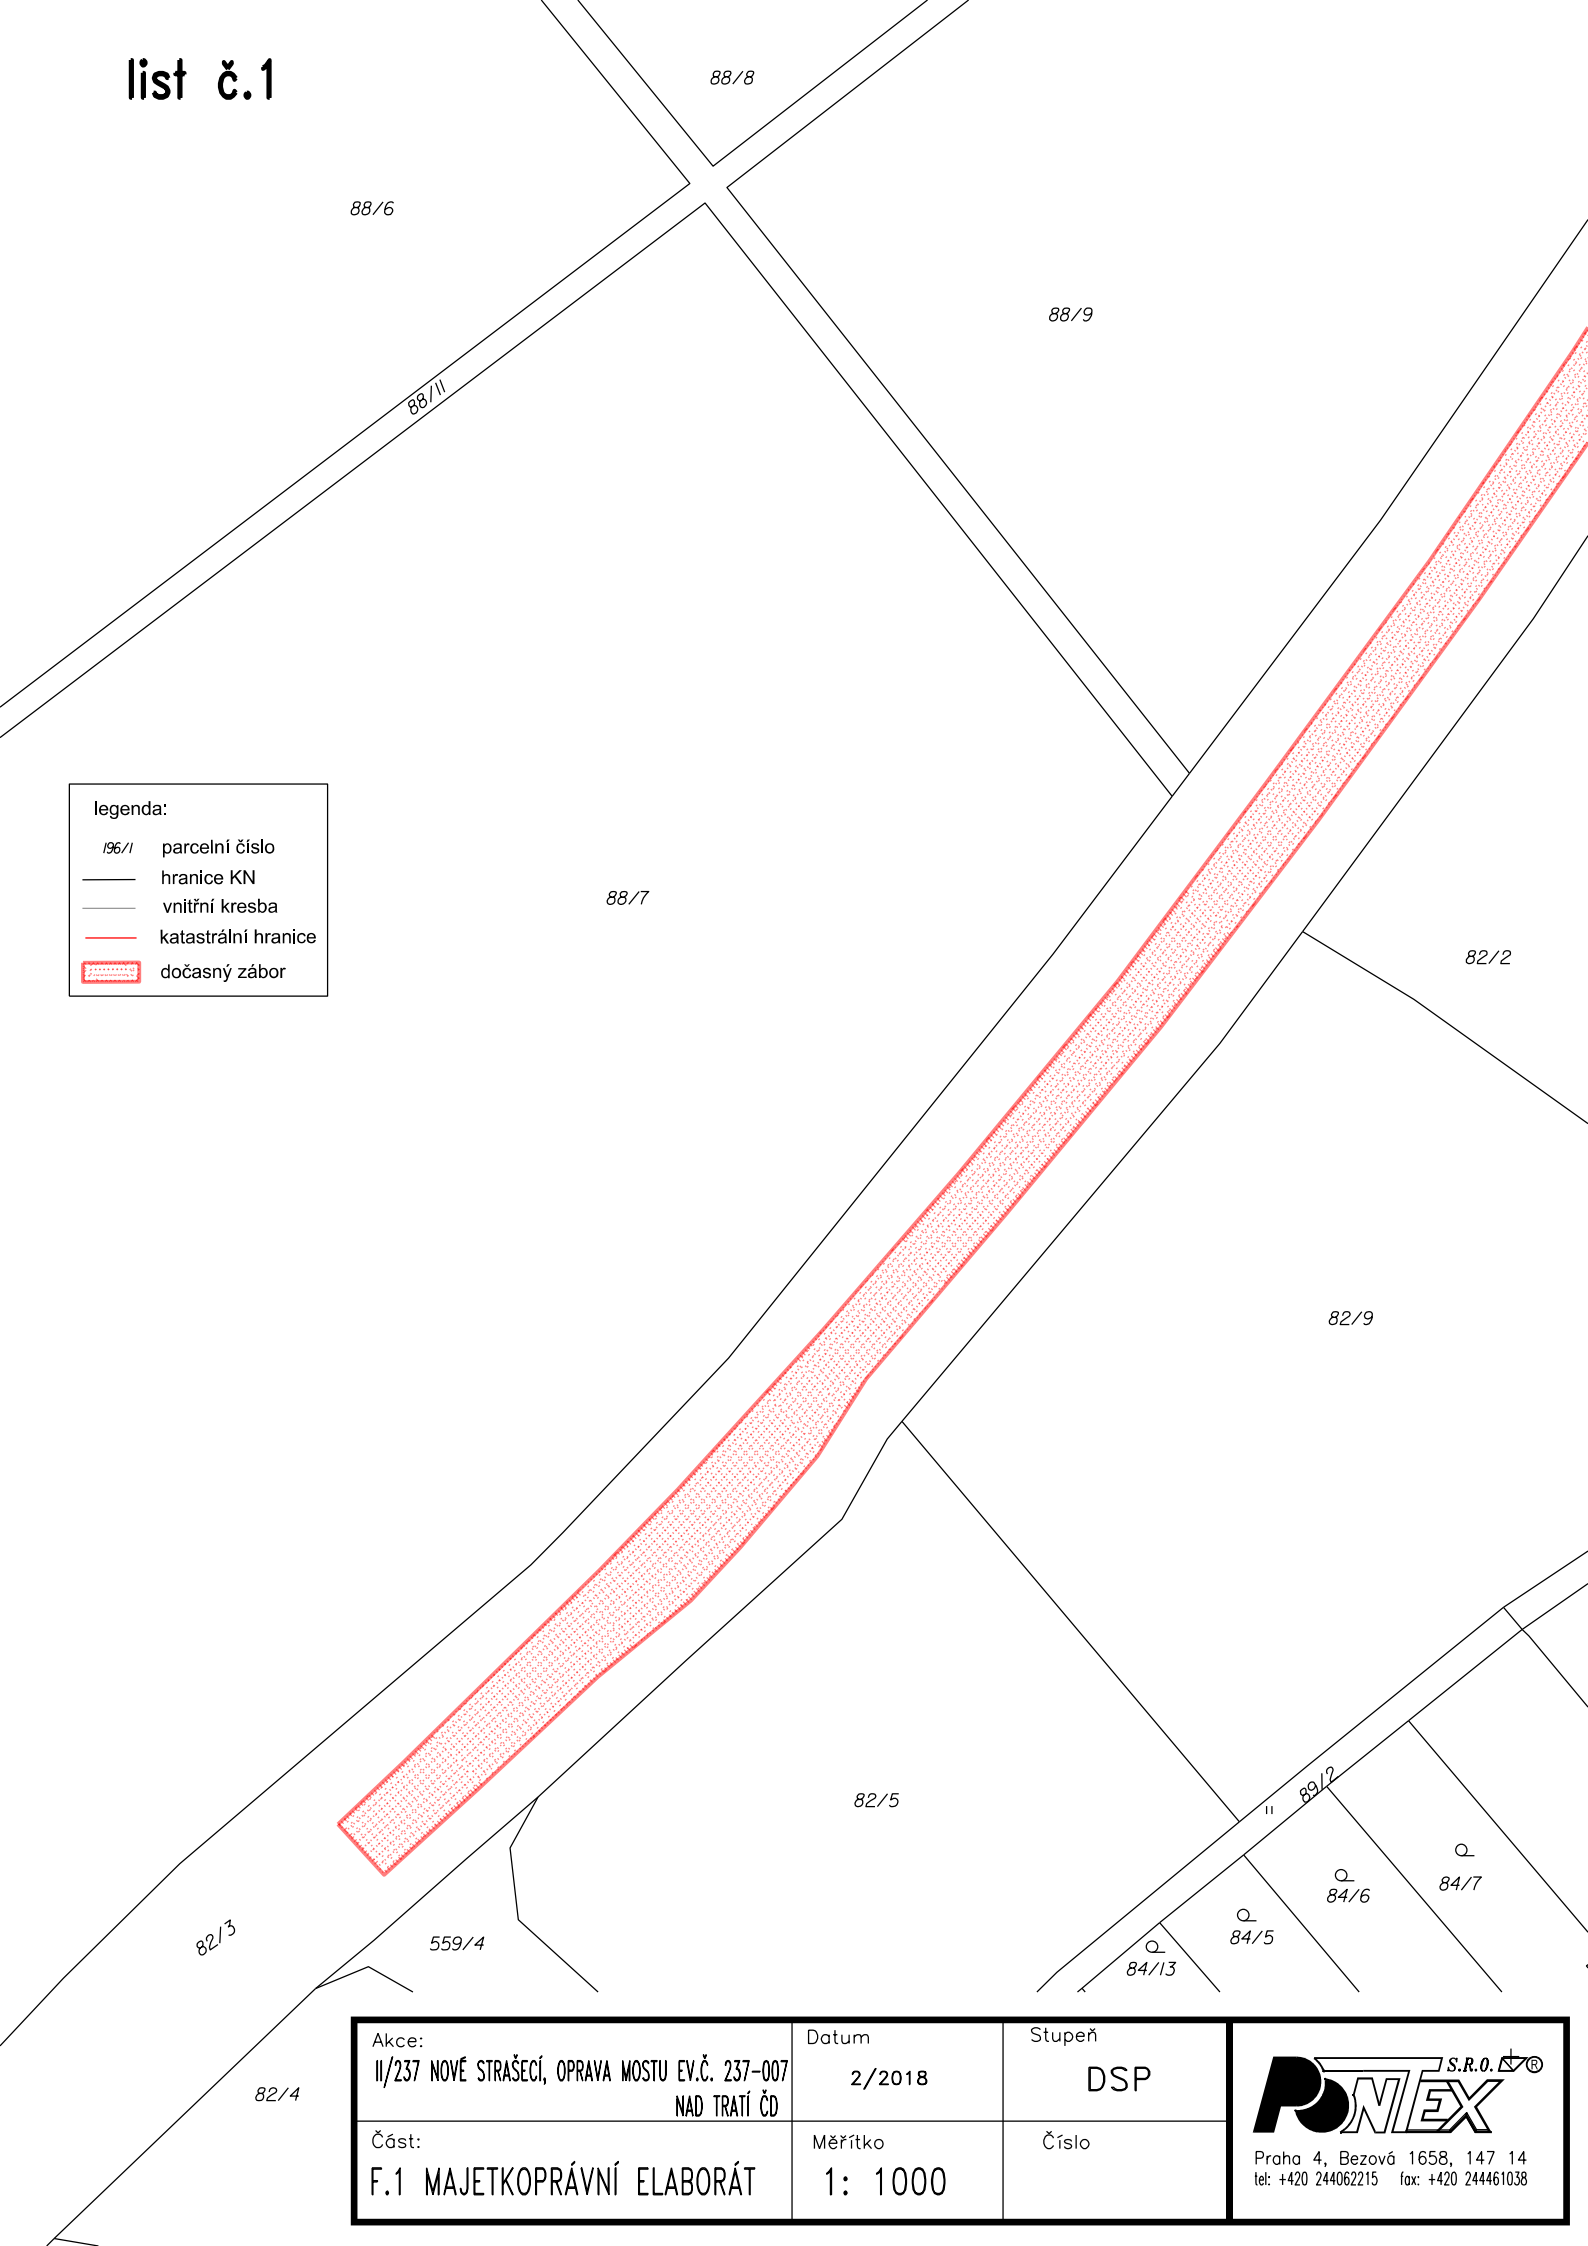 list č.1
88/8
88/6
88/9
88/11
legenda:
196/1 parcelní číslo
hranice KN
vnitřní kresba
katastrální hranice
dočasný zábor
88/7
82/2
82/9
82/5
89/2
84/7
84/6
84/5
84/13
82/3
559/4
82/4
Akce:
II/237 NOVÉ STRAŠECÍ, OPRAVA MOSTU EV.Č. 237-007
NAD TRATÍ ČD
Datum
2/2018
Stupeň
DSP
Část:
F.1 MAJETKOPRÁVNÍ ELABORÁT
Měřítko
1: 1000
Číslo
PONTEX S.R.O. ®
Praha 4, Bezová 1658, 147 14
tel: +420 244062215 fax: +420 244461038